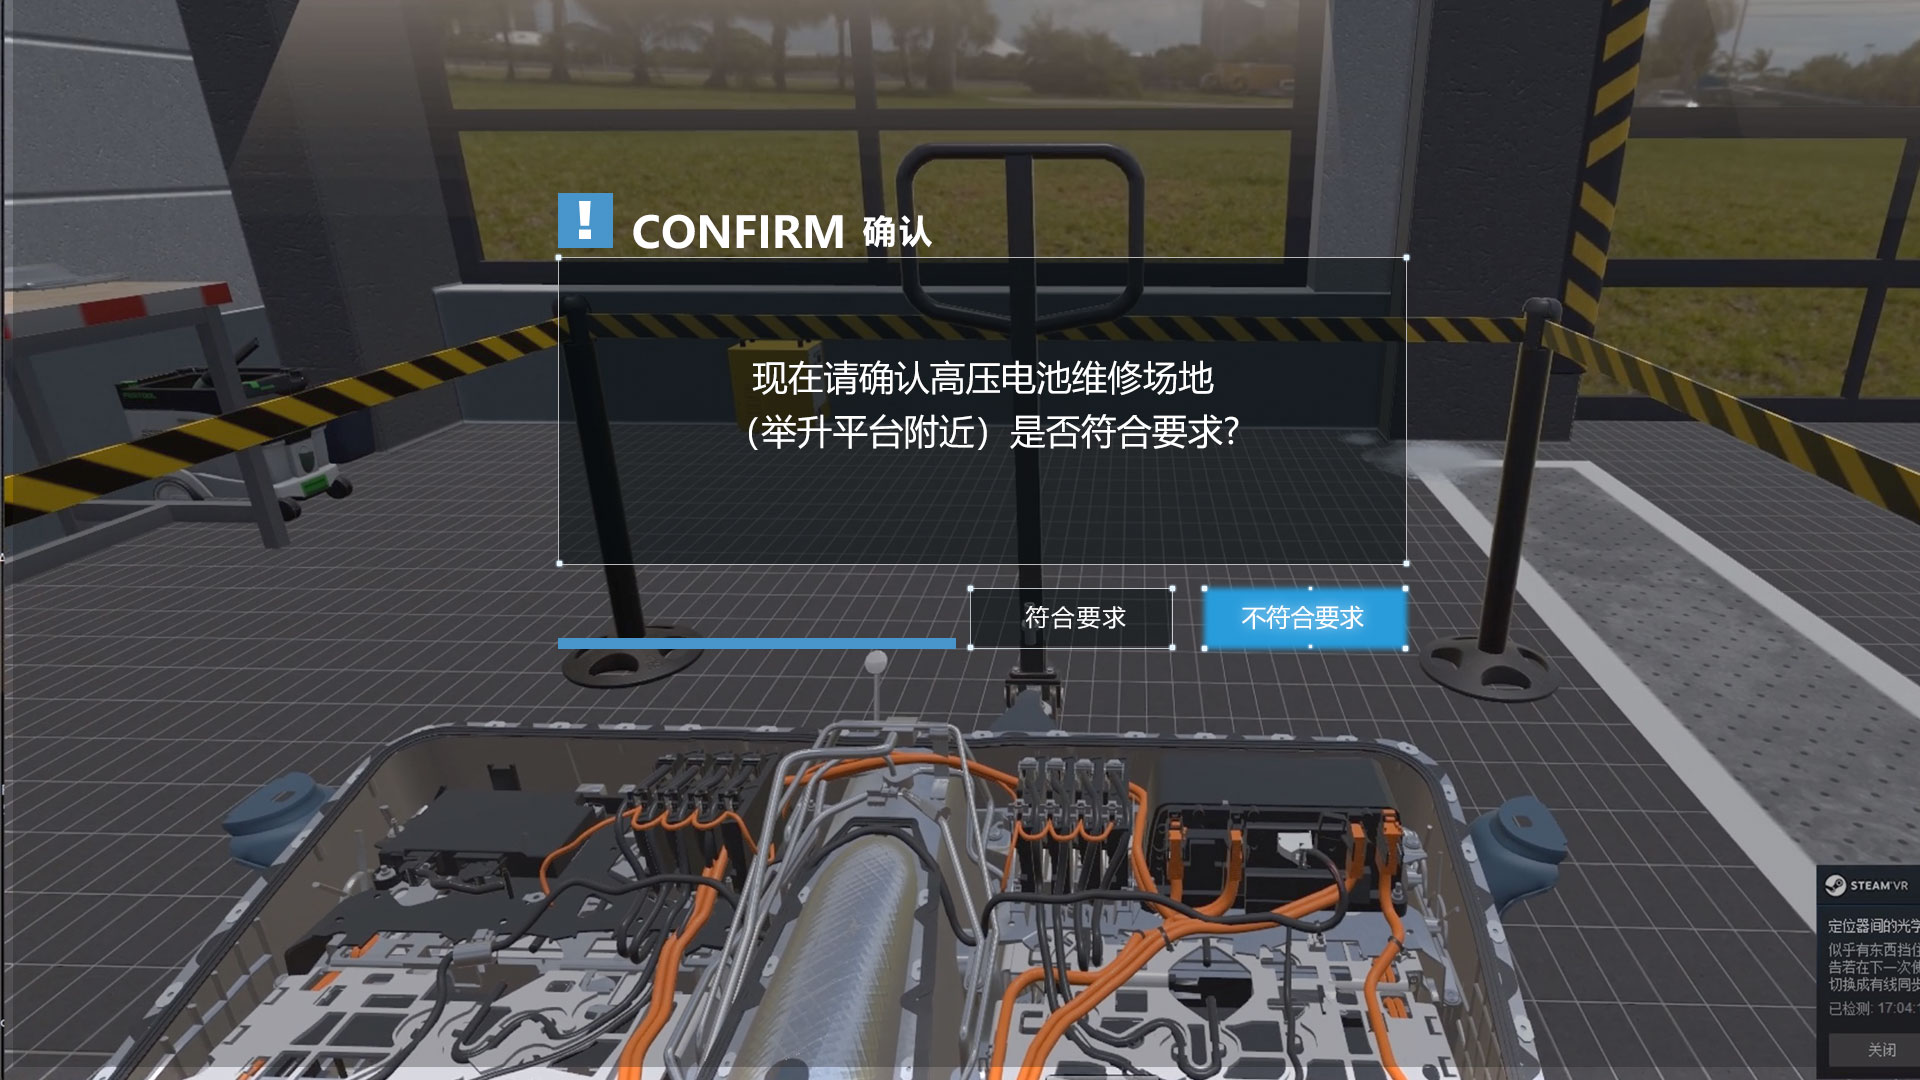 ! CONFIRM 确认
现在请确认高压电池维修场地
（举升平台附近）是否符合要求?
符合要求
不符合要求
FESTOOL
STEAM VR
定位器间的光学
似乎有东西挡住
告若在下一次使
切换成有线同步
已检测: 17:04:
关闭